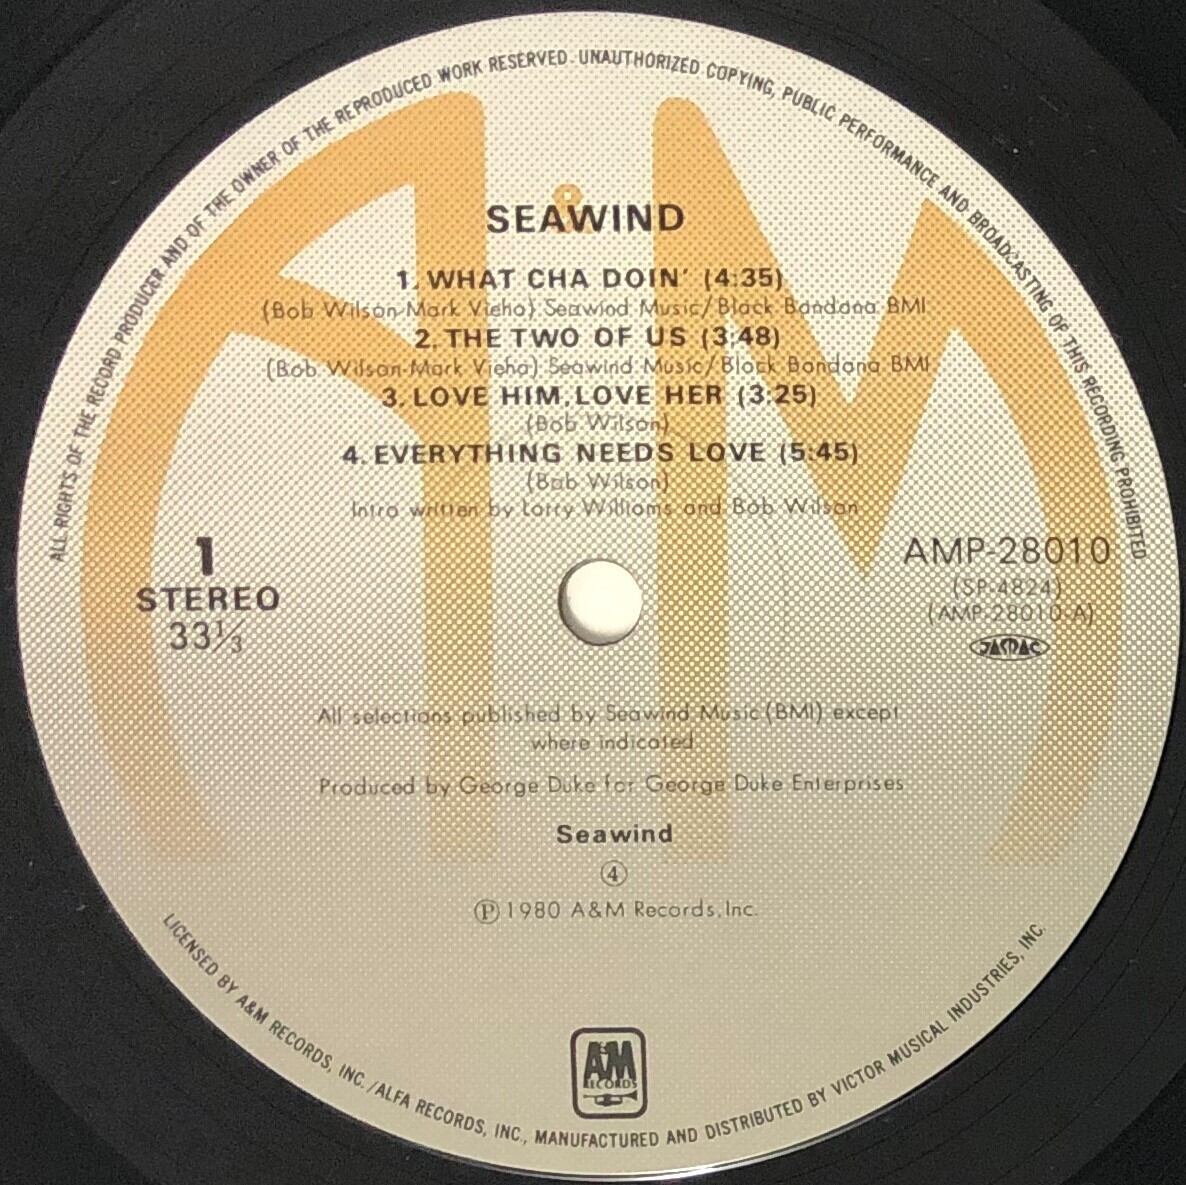 ALL RIGHTS OF THE RECORD PRODUCER AND OF THE OWNER OF THE REPRODUCED WORK RESERVED. UNAUTHORIZED COPYING, PUBLIC PERFORMANCE AND BROADCASTING OF THIS RECORDING PROHIBITED
A&M
SEAWIND
1. WHAT CHA DOIN' (4:35)
(Bob Wilson-Mark Vieha) Seawind Music/Black Bandana BMI
2. THE TWO OF US (3:48)
(Bob Wilson-Mark Vieha) Seawind Music/Black Bandana BMI
3. LOVE HIM, LOVE HER (3:25)
(Bob Wilson)
4. EVERYTHING NEEDS LOVE (5:45)
(Bob Wilson)
Intro written by Larry Williams and Bob Wilson
1
STEREO
33⅓
AMP-28010
(SP-4824)
(AMP-28010-A)
JASRAC
All selections published by Seawind Music (BMI) except
where indicated
Produced by George Duke for George Duke Enterprises
Seawind
④
Ⓟ1980 A&M Records, Inc.
A&M
RECORDS
LICENSED BY A&M RECORDS, INC./ALFA RECORDS, INC., MANUFACTURED AND DISTRIBUTED BY VICTOR MUSICAL INDUSTRIES, INC.